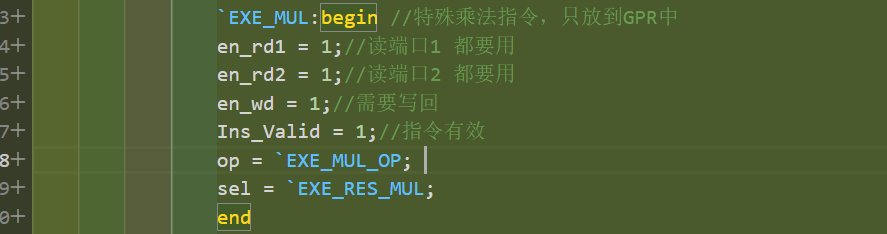 3+ `EXE_MUL:begin //特殊乘法指令，只放到GPR中
4+ en_rd1 = 1;//读端口1 都要用
5+ en_rd2 = 1;//读端口2 都要用
6+ en_wd = 1;//需要写回
7+ Ins_Valid = 1;//指令有效
8+ op = `EXE_MUL_OP;
9+ sel = `EXE_RES_MUL;
0+ end